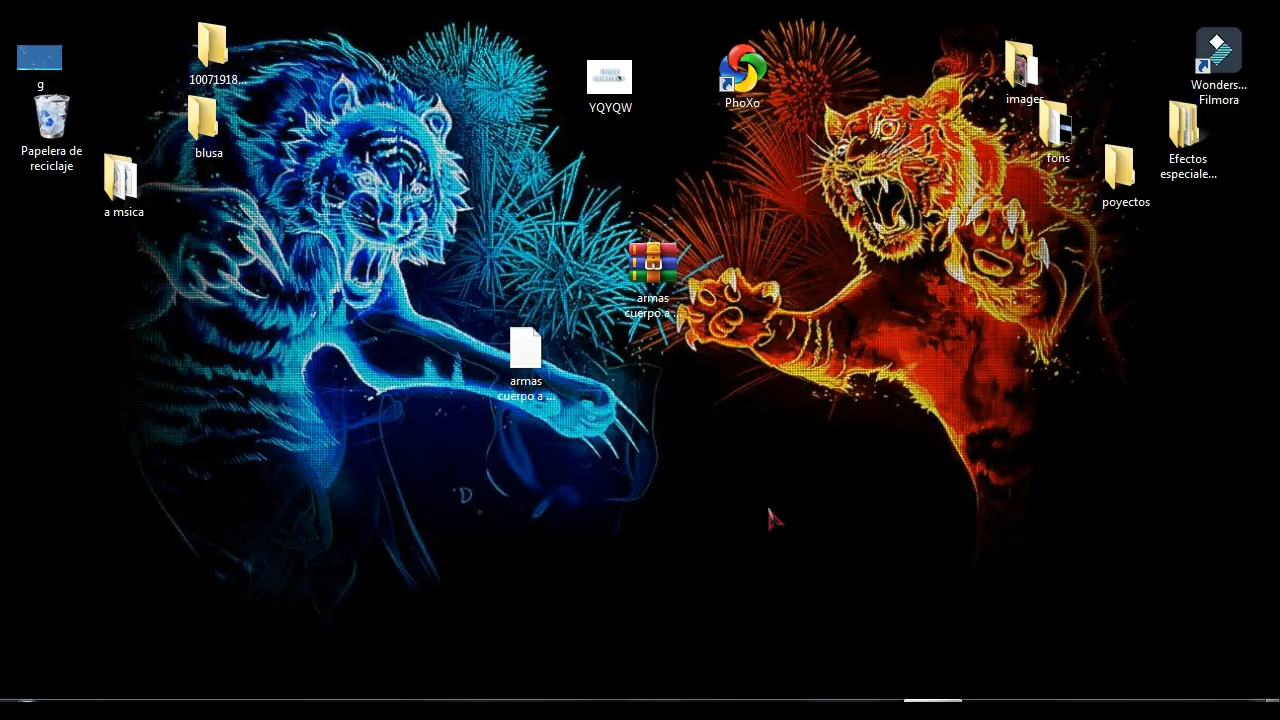 g
Papelera de
reciclaje
10071918...
blusa
a msica
YQYQW
PhoXo
armas
cuerpo a ...
armas
cuerpo a ...
images
fons
poyectos
Efectos
especiale...
Wonders...
Filmora